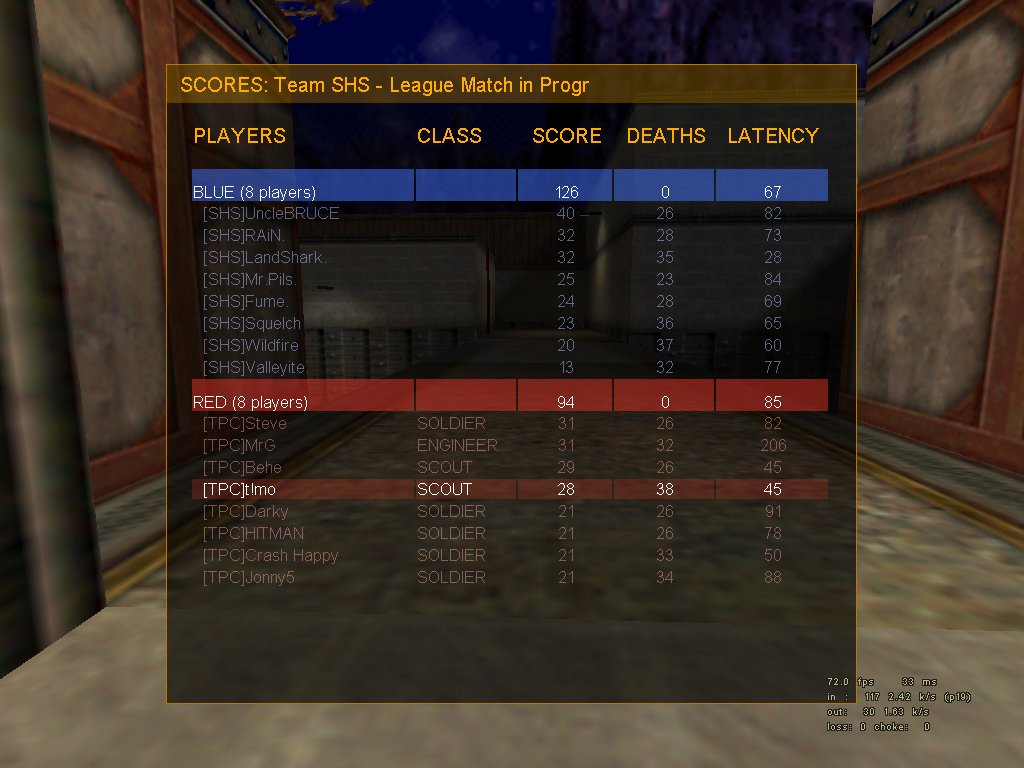 SCORES: Team SHS - League Match in Progr
PLAYERS CLASS SCORE DEATHS LATENCY
BLUE (8 players) 126 0 67
[SHS]UncleBRUCE 40 26 82
[SHS]RAiN. 32 28 73
[SHS]LandShark. 32 35 28
[SHS]Mr.Pils. 25 23 84
[SHS]Fume. 24 28 69
[SHS]Squelch 23 36 65
[SHS]Wildfire 20 37 60
[SHS]Valleyite. 13 32 77
RED (8 players) 94 0 85
[TPC]Steve SOLDIER 31 26 82
[TPC]MrG ENGINEER 31 32 206
[TPC]Behe SCOUT 29 26 45
[TPC]t!mo SCOUT 28 38 45
[TPC]Darky SOLDIER 21 26 91
[TPC]H!TMAN SOLDIER 21 26 78
[TPC]Crash Happy SOLDIER 21 33 50
[TPC]Jonny5 SOLDIER 21 34 88
72.0 fps 33 ms
in : 117 2.42 k/s (p19)
out: 30 1.63 k/s
loss: 0 choke: 0